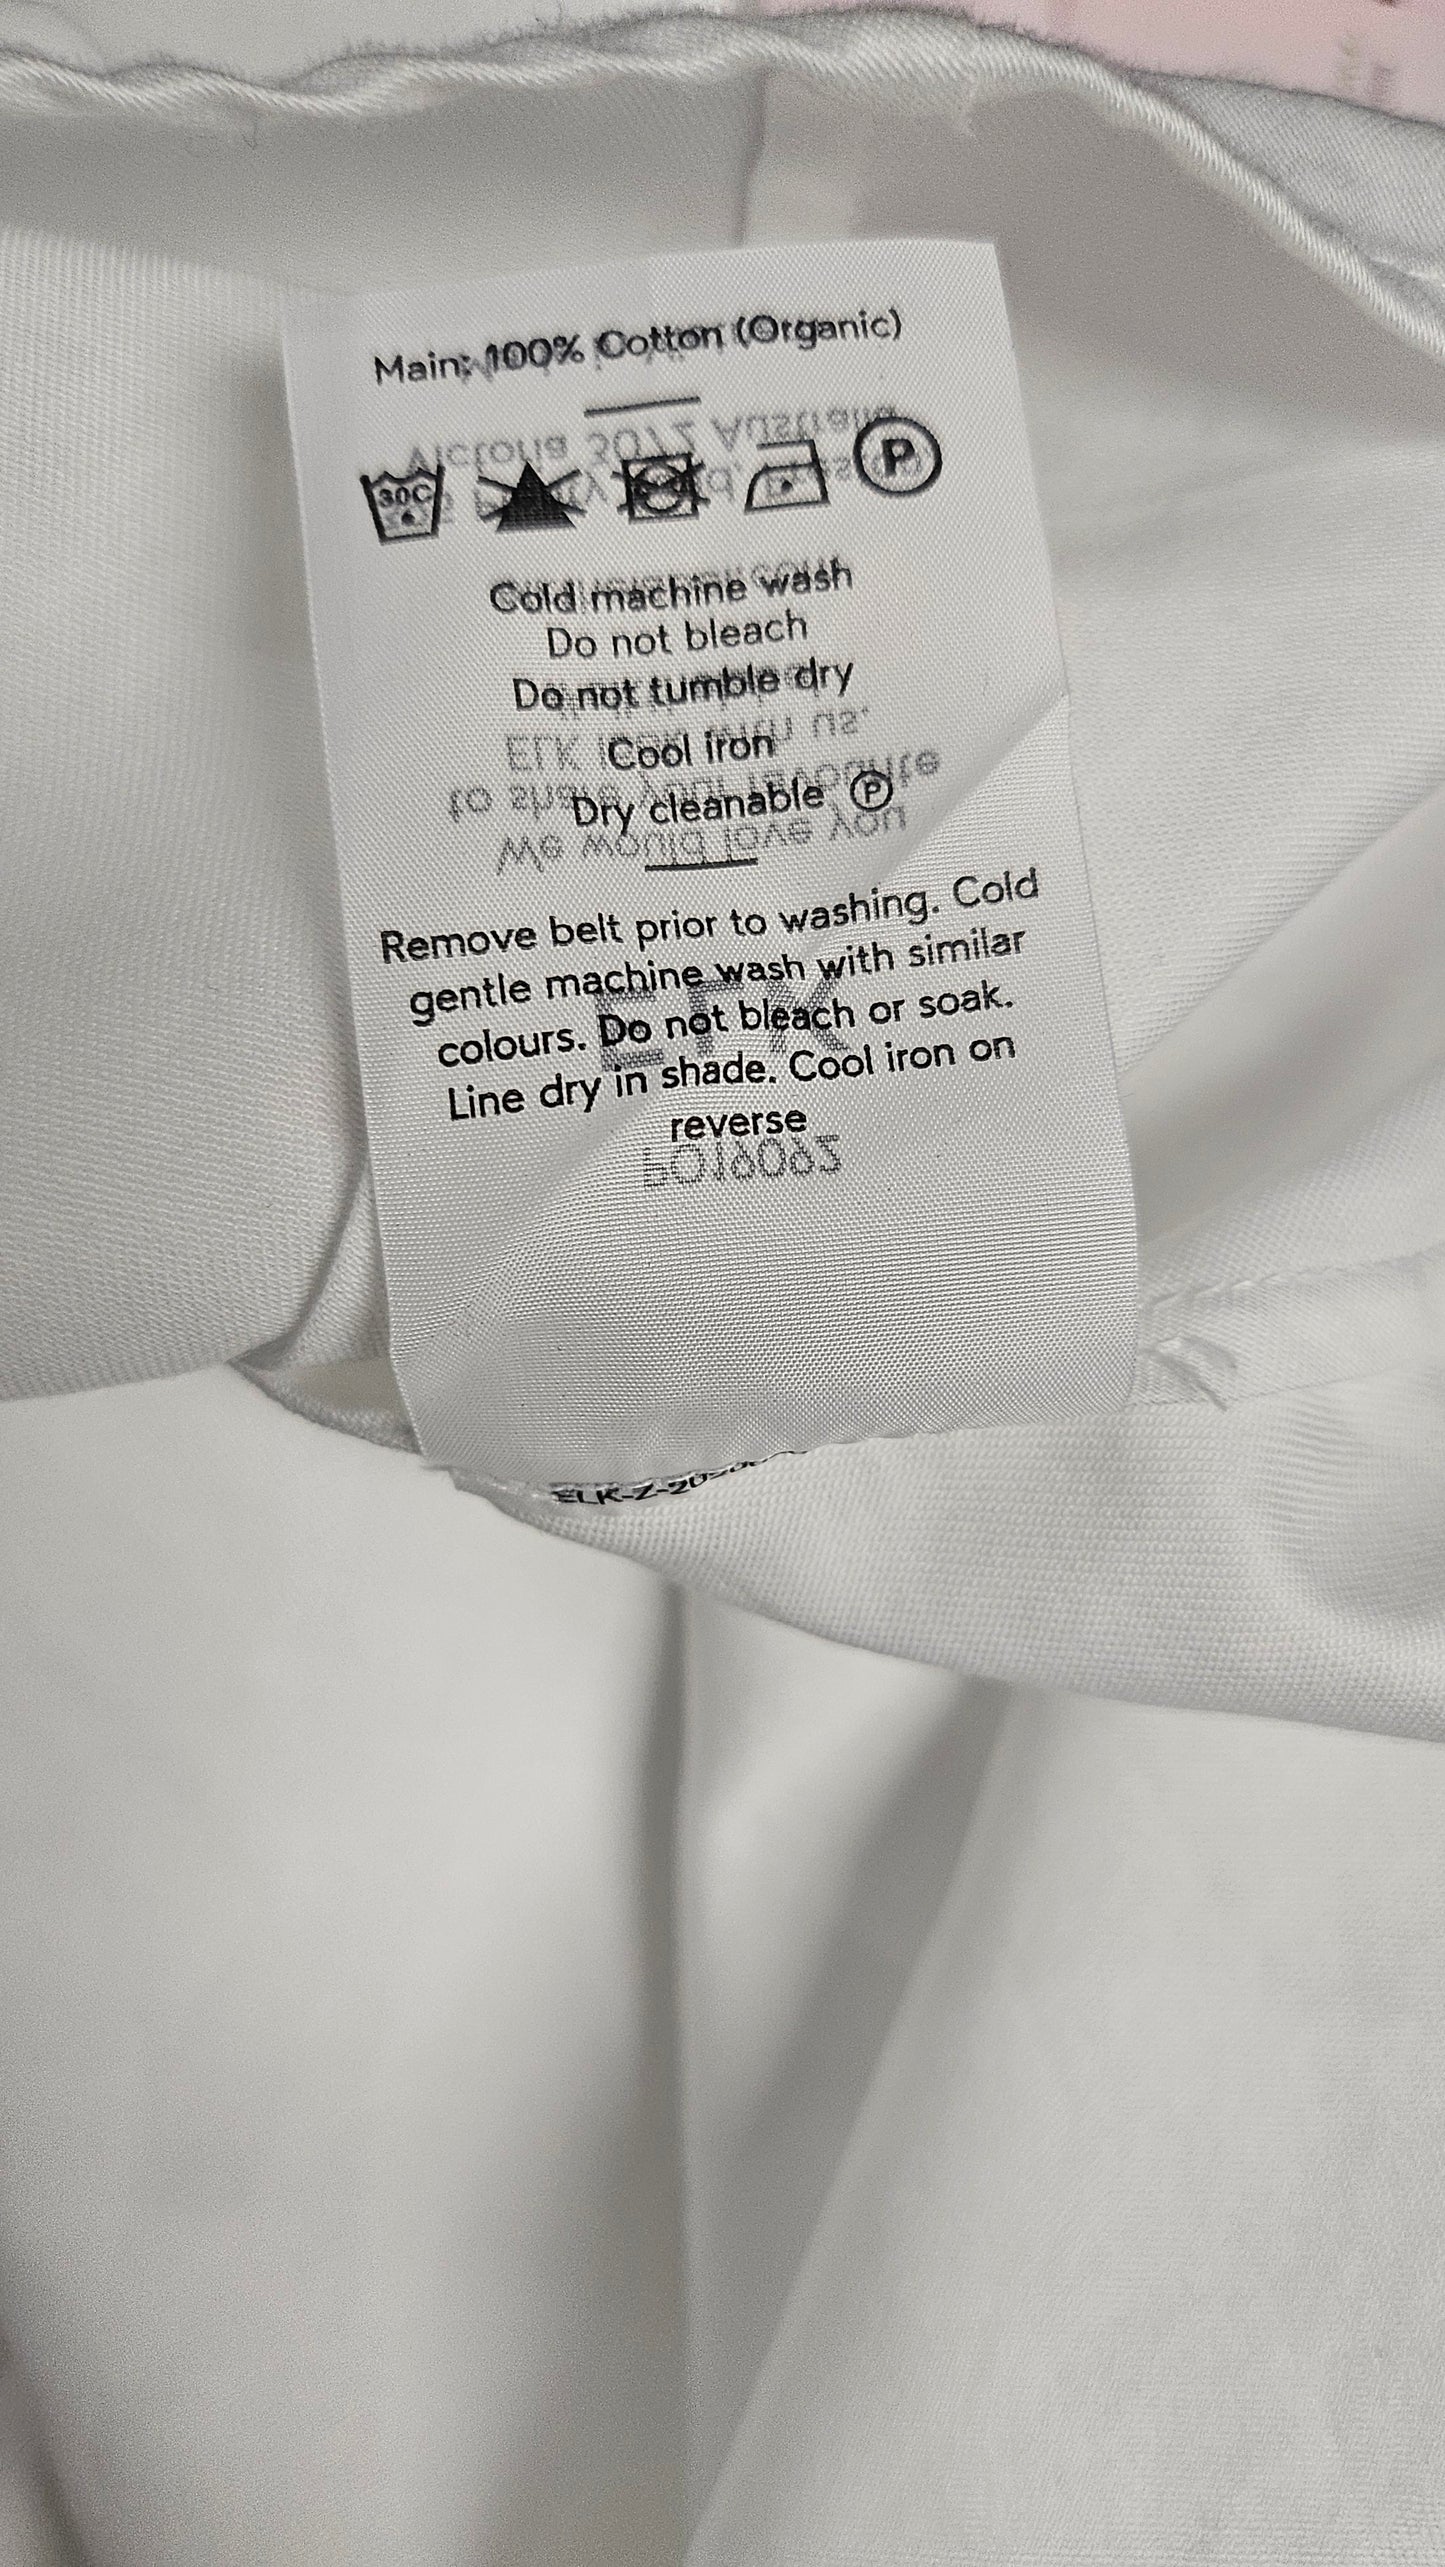 Main: 100% Cotton (Organic)
30C
P
Cold machine wash
Do not bleach
Do not tumble dry
Cool iron
Dry cleanable P
Remove belt prior to washing. Cold
gentle machine wash with similar
colours. Do not bleach or soak.
Line dry in shade. Cool iron on
reverse
ELK-Z-20